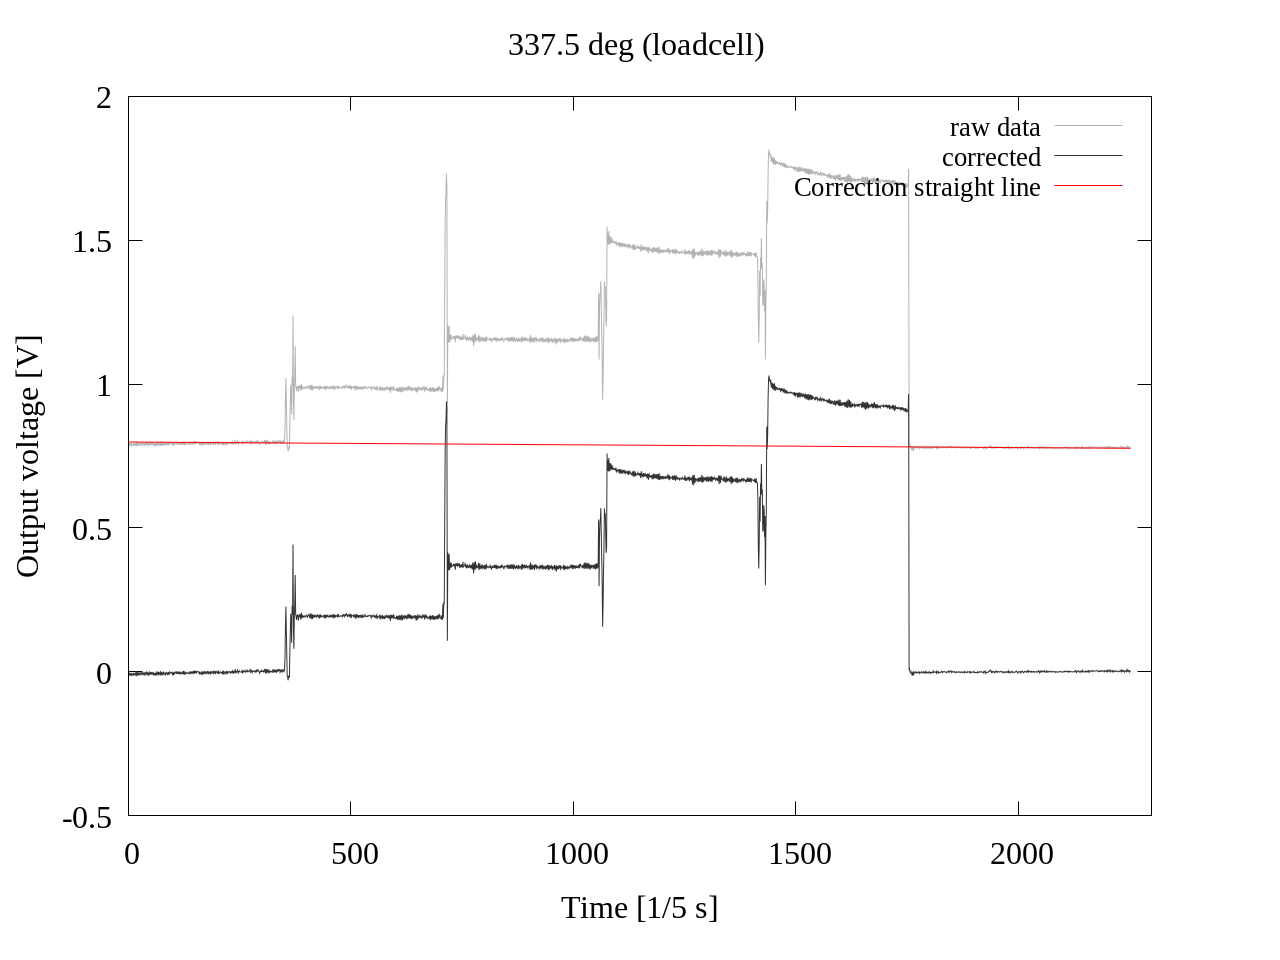 337.5 deg (loadcell)
2
raw data
corrected
Correction straight line
1.5
1
0.5
0
-0.5
Output voltage [V]
0 500 1000 1500 2000
Time [1/5 s]